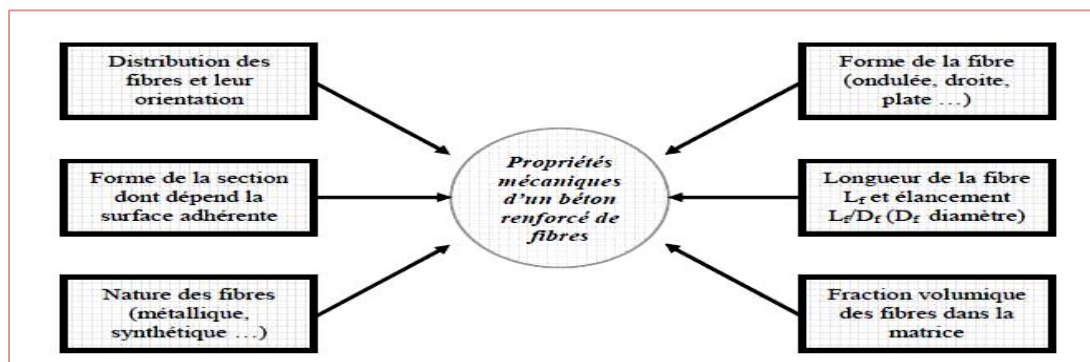 Distribution des
fibres et leur
orientation
Forme de la section
dont dépend la
surface adhérente
Nature des fibres
(métallique,
synthétique …)
Propriétés
mécaniques
d’un béton
renforcé de
fibres
Forme de la fibre
(ondulée, droite,
plate …)
Longueur de la fibre
Lf et élancement
Lf/Df (Df diamètre)
Fraction volumique
des fibres dans la
matrice